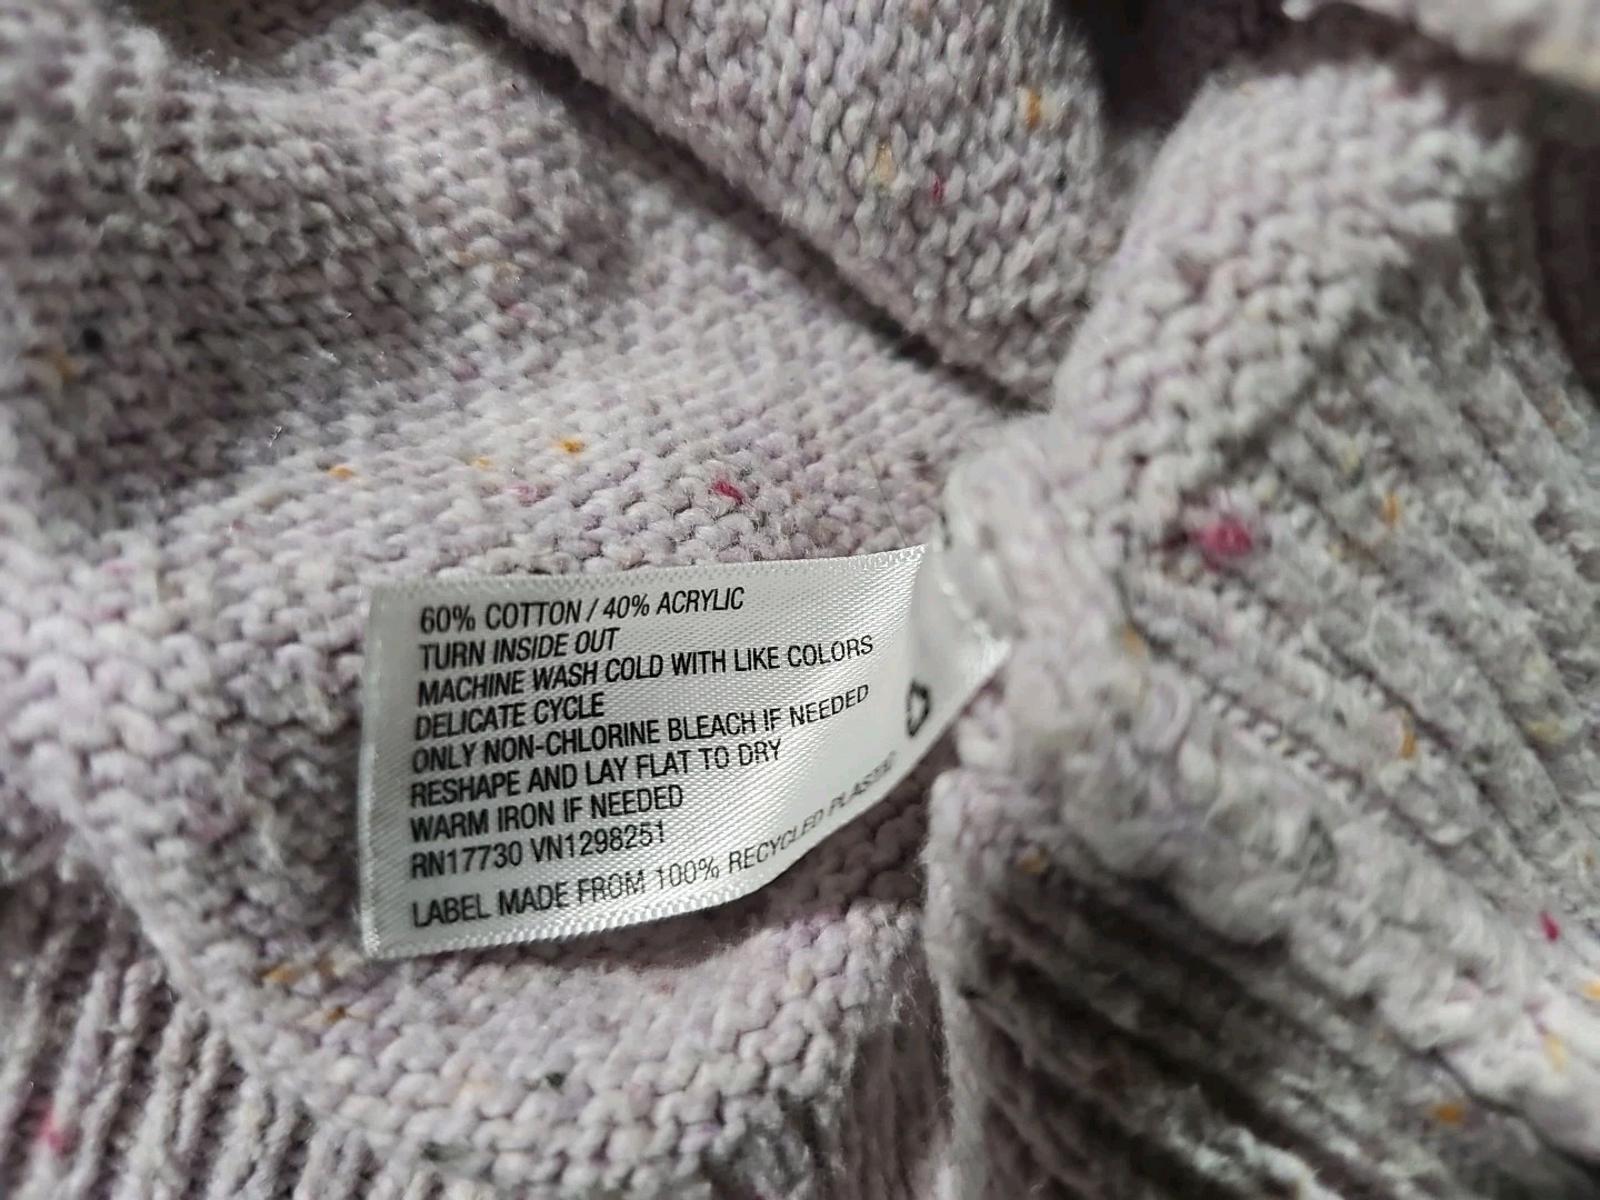 60% COTTON / 40% ACRYLIC
TURN INSIDE OUT
MACHINE WASH COLD WITH LIKE COLORS
DELICATE CYCLE
ONLY NON-CHLORINE BLEACH IF NEEDED
RESHAPE AND LAY FLAT TO DRY
WARM IRON IF NEEDED
RN17730 VN1298251
LABEL MADE FROM 100% RECYCLED PLASTIC